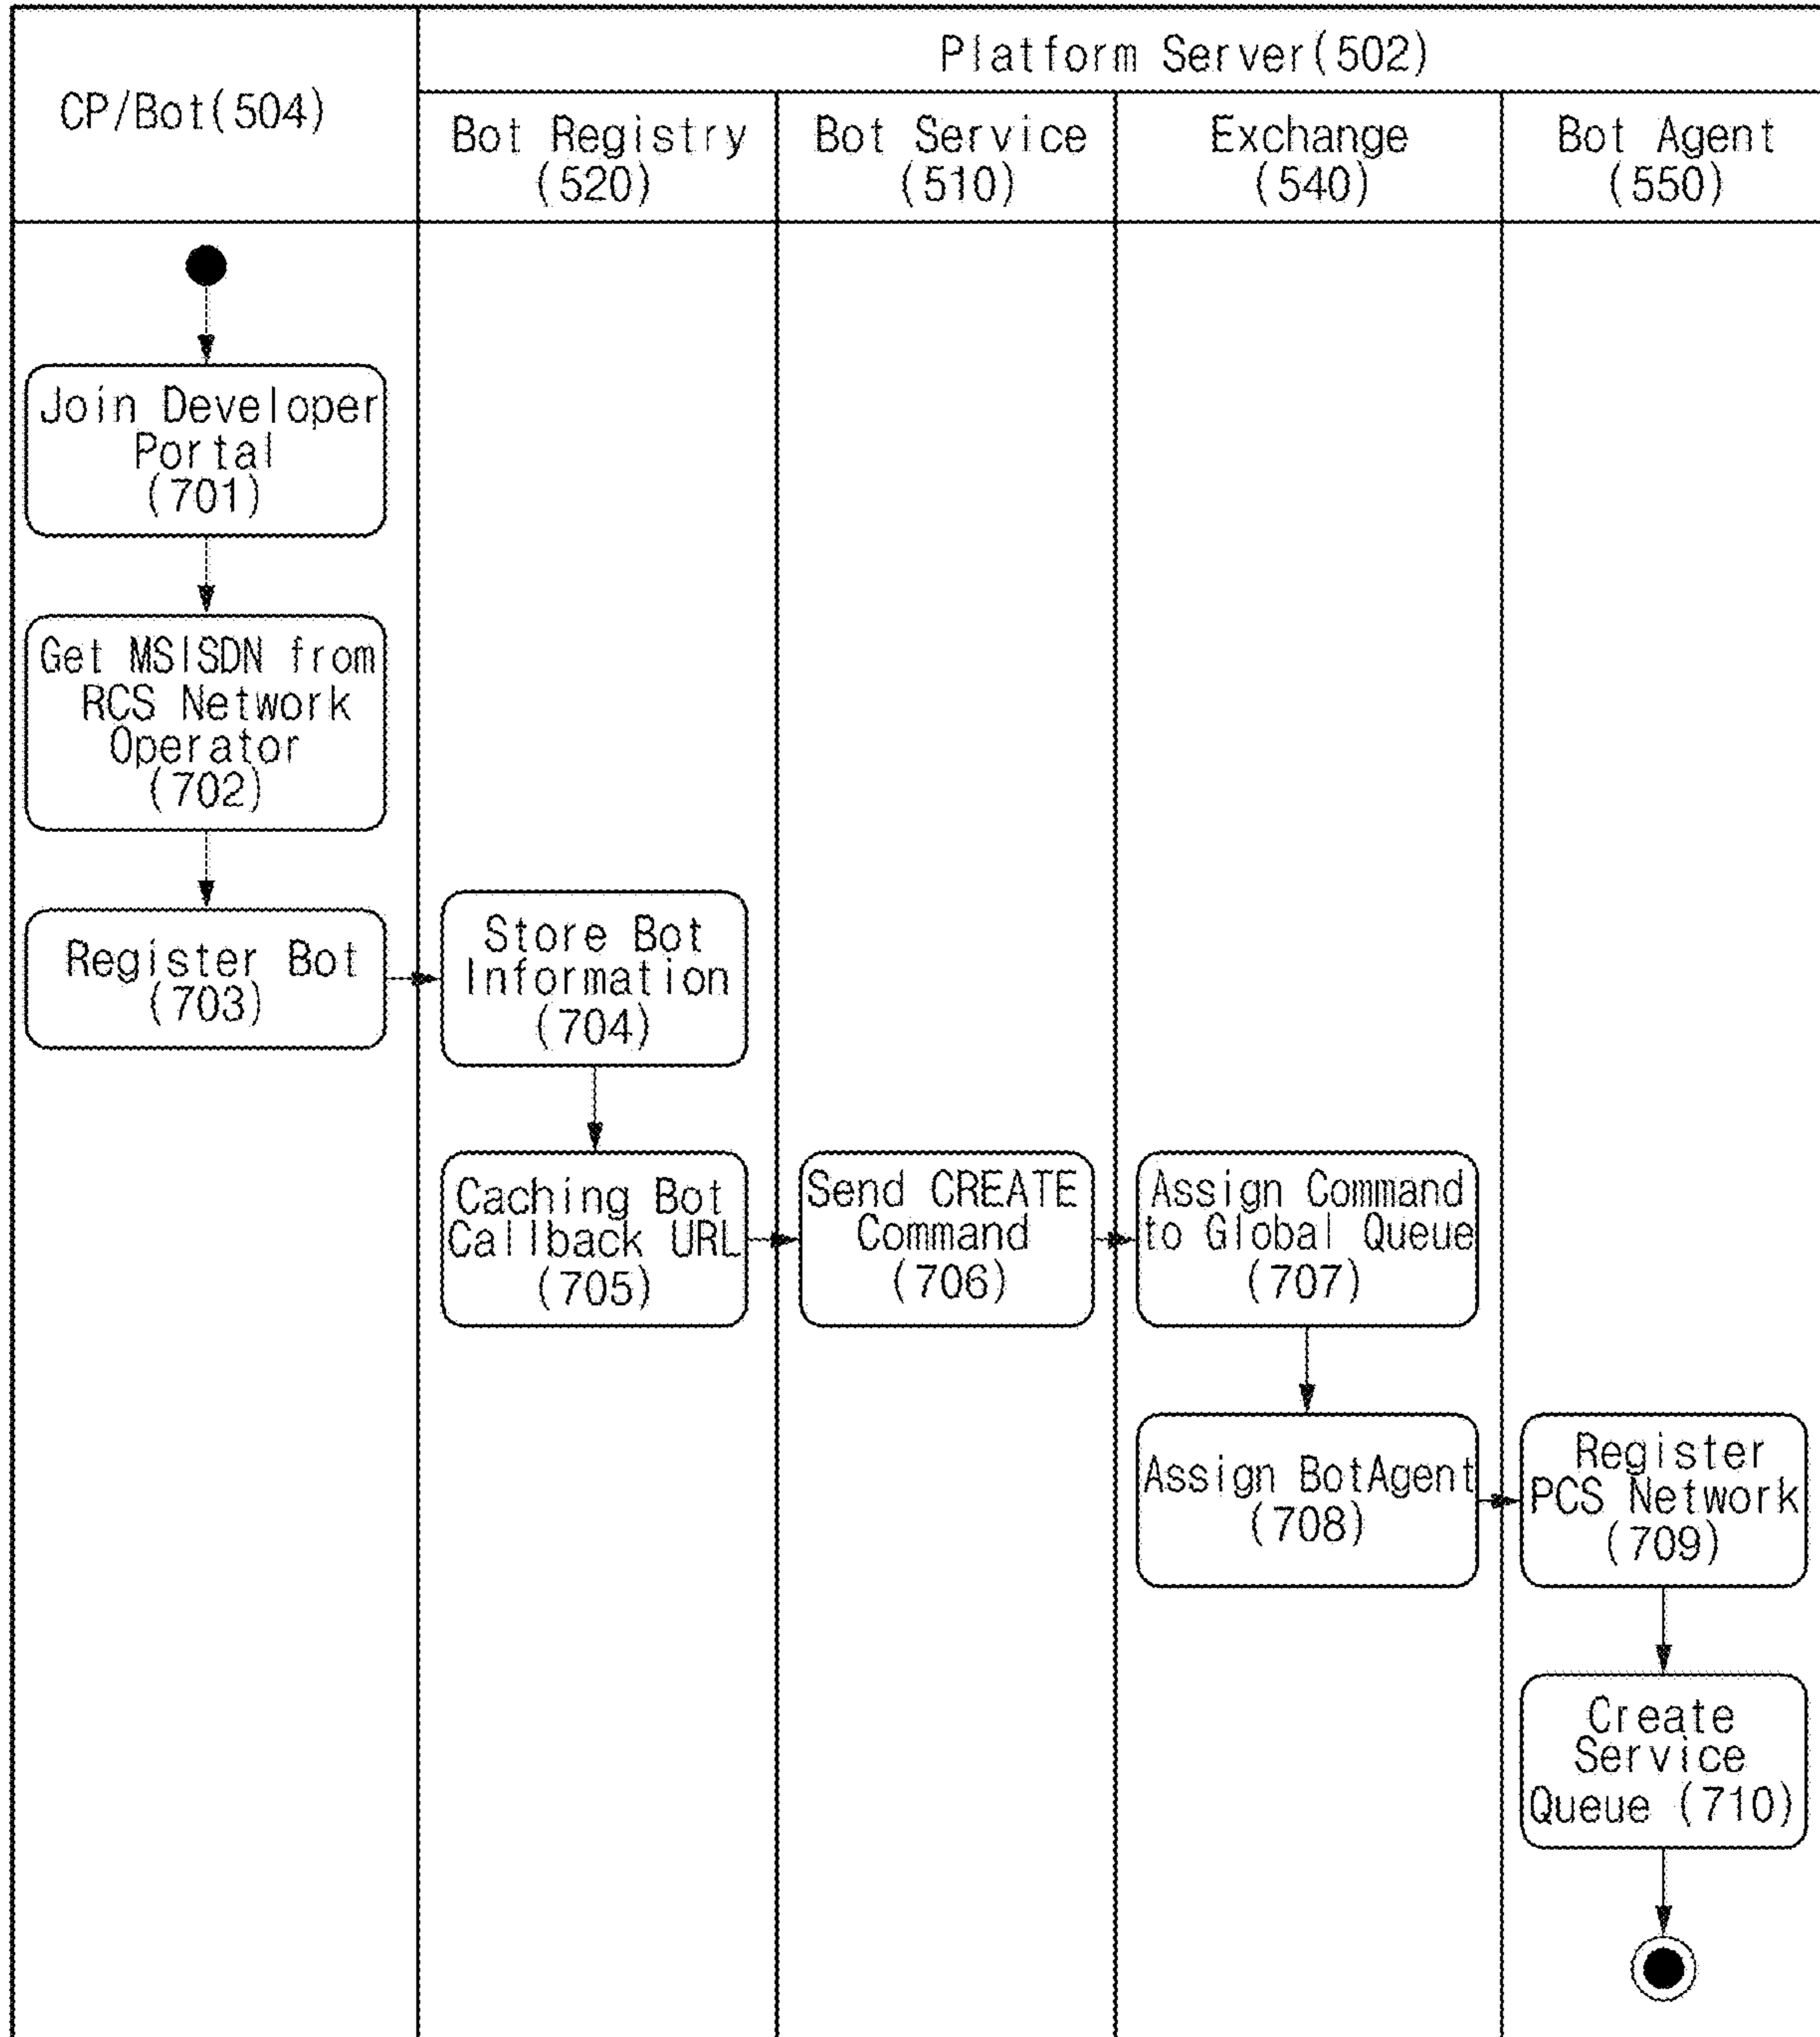 Platform Server(502)
CP/Bot(504)
Bot Registry
(520)
Bot Service
(510)
Exchange
(540)
Bot Agent
(550)
Join Developer
Portal
(701)
Get MSISDN from
RCS Network
Operator
(702)
Register Bot
(703)
Store Bot
Information
(704)
Caching Bot
Callback URL
(705)
Send CREATE
Command
(706)
Assign Command
to Global Queue
(707)
Assign BotAgent
(708)
Register
PCS Network
(709)
Create
Service
Queue (710)